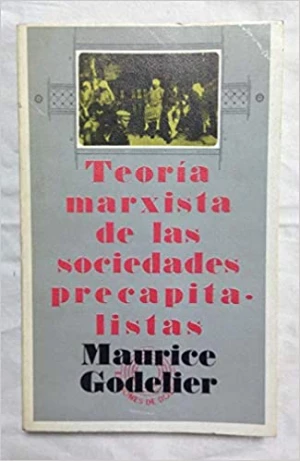 Teoría
marxista
de las
sociedades
precapita-
listas
Maurice
Godelier